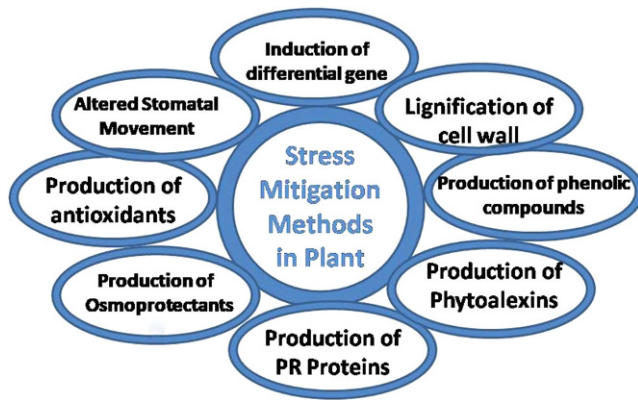 Induction of
differential gene
Lignification of
cell wall
Production of phenolic
compounds
Production of
Phytoalexins
Production of
PR Proteins
Production of
Osmoprotectants
Production of
antioxidants
Altered Stomatal
Movement
Stress
Mitigation
Methods
in Plant